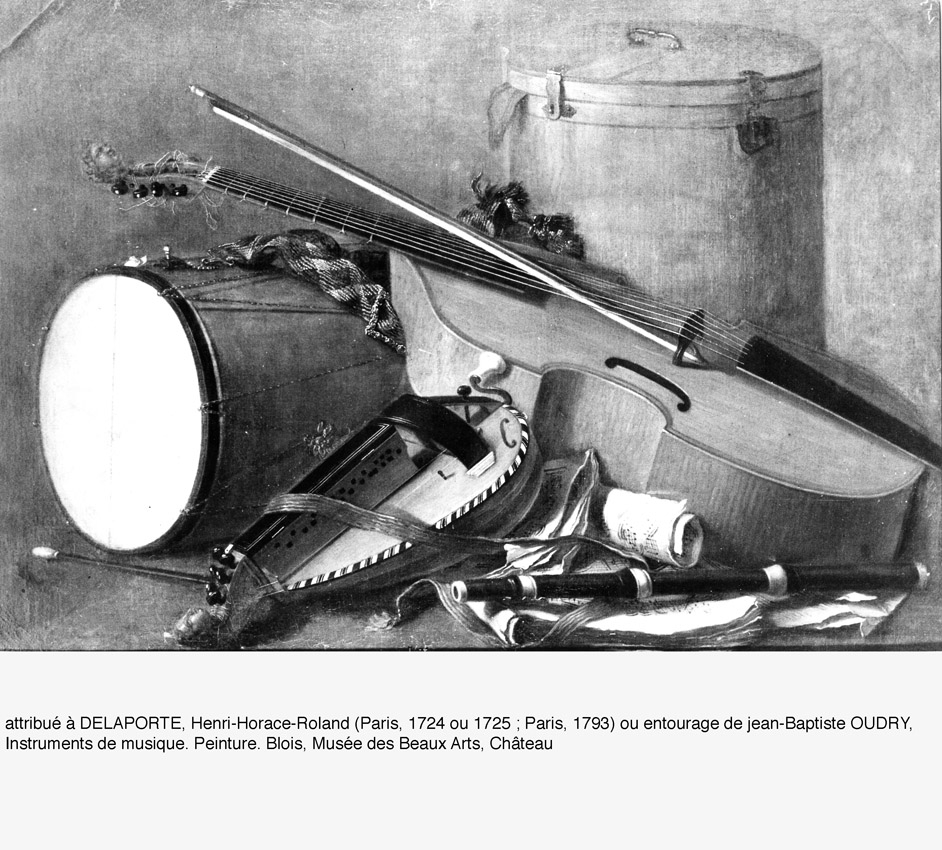 attribué à DELAPORTE, Henri-Horace-Roland (Paris, 1724 ou 1725 ; Paris, 1793) ou entourage de jean-Baptiste OUDRY,
Instruments de musique. Peinture. Blois, Musée des Beaux Arts, Château